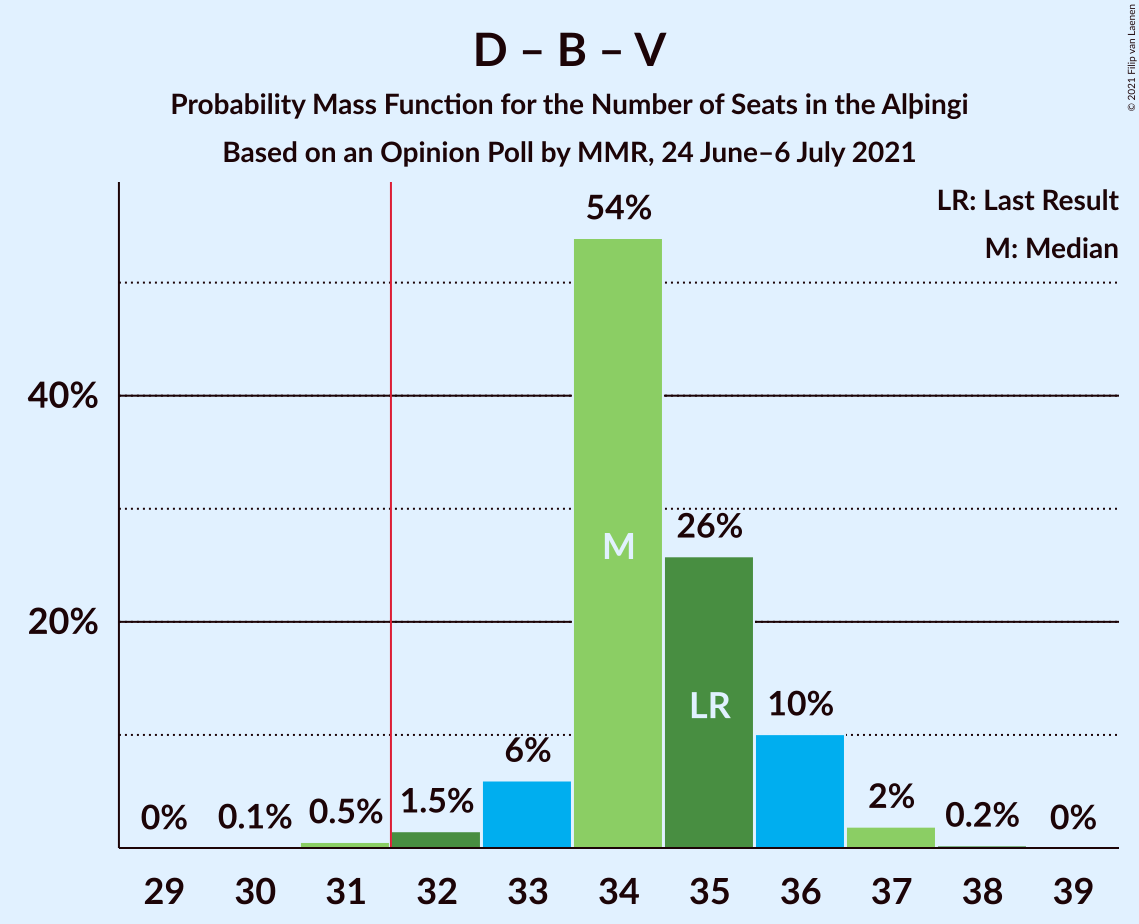 D – B – V
Probability Mass Function for the Number of Seats in the Alþingi
Based on an Opinion Poll by MMR, 24 June–6 July 2021
© 2021 Filip van Laenen
LR: Last Result
M: Median
40%
20%
0%
0.1%
0.5%
1.5%
6%
54%
26%
10%
2%
0.2%
0%
M
LR
29 30 31 32 33 34 35 36 37 38 39